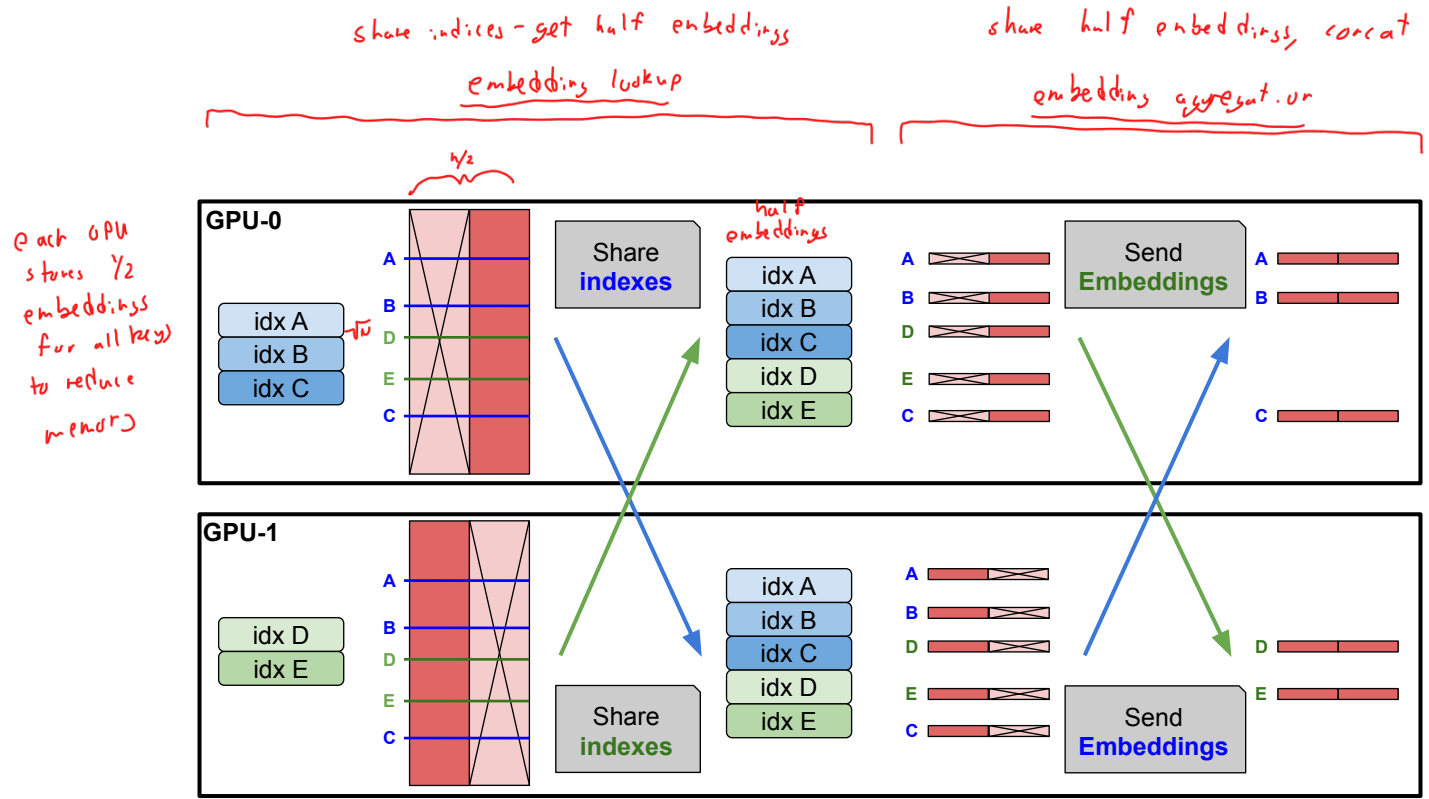 share indices - get half embeddings
embedding lookup
share half embeddings, concat
embedding aggregation
h/2
each GPU
stores 1/2
embeddings
for all keys
to reduce
memory
GPU-0
idx A
idx B
idx C
√N
A
B
D
E
C
Share
indexes
half
embeddings
idx A
idx B
idx C
idx D
idx E
A
B
D
E
C
Send
Embeddings
A
B
C
GPU-1
idx D
idx E
A
B
D
E
C
Share
indexes
idx A
idx B
idx C
idx D
idx E
A
B
D
E
C
Send
Embeddings
D
E